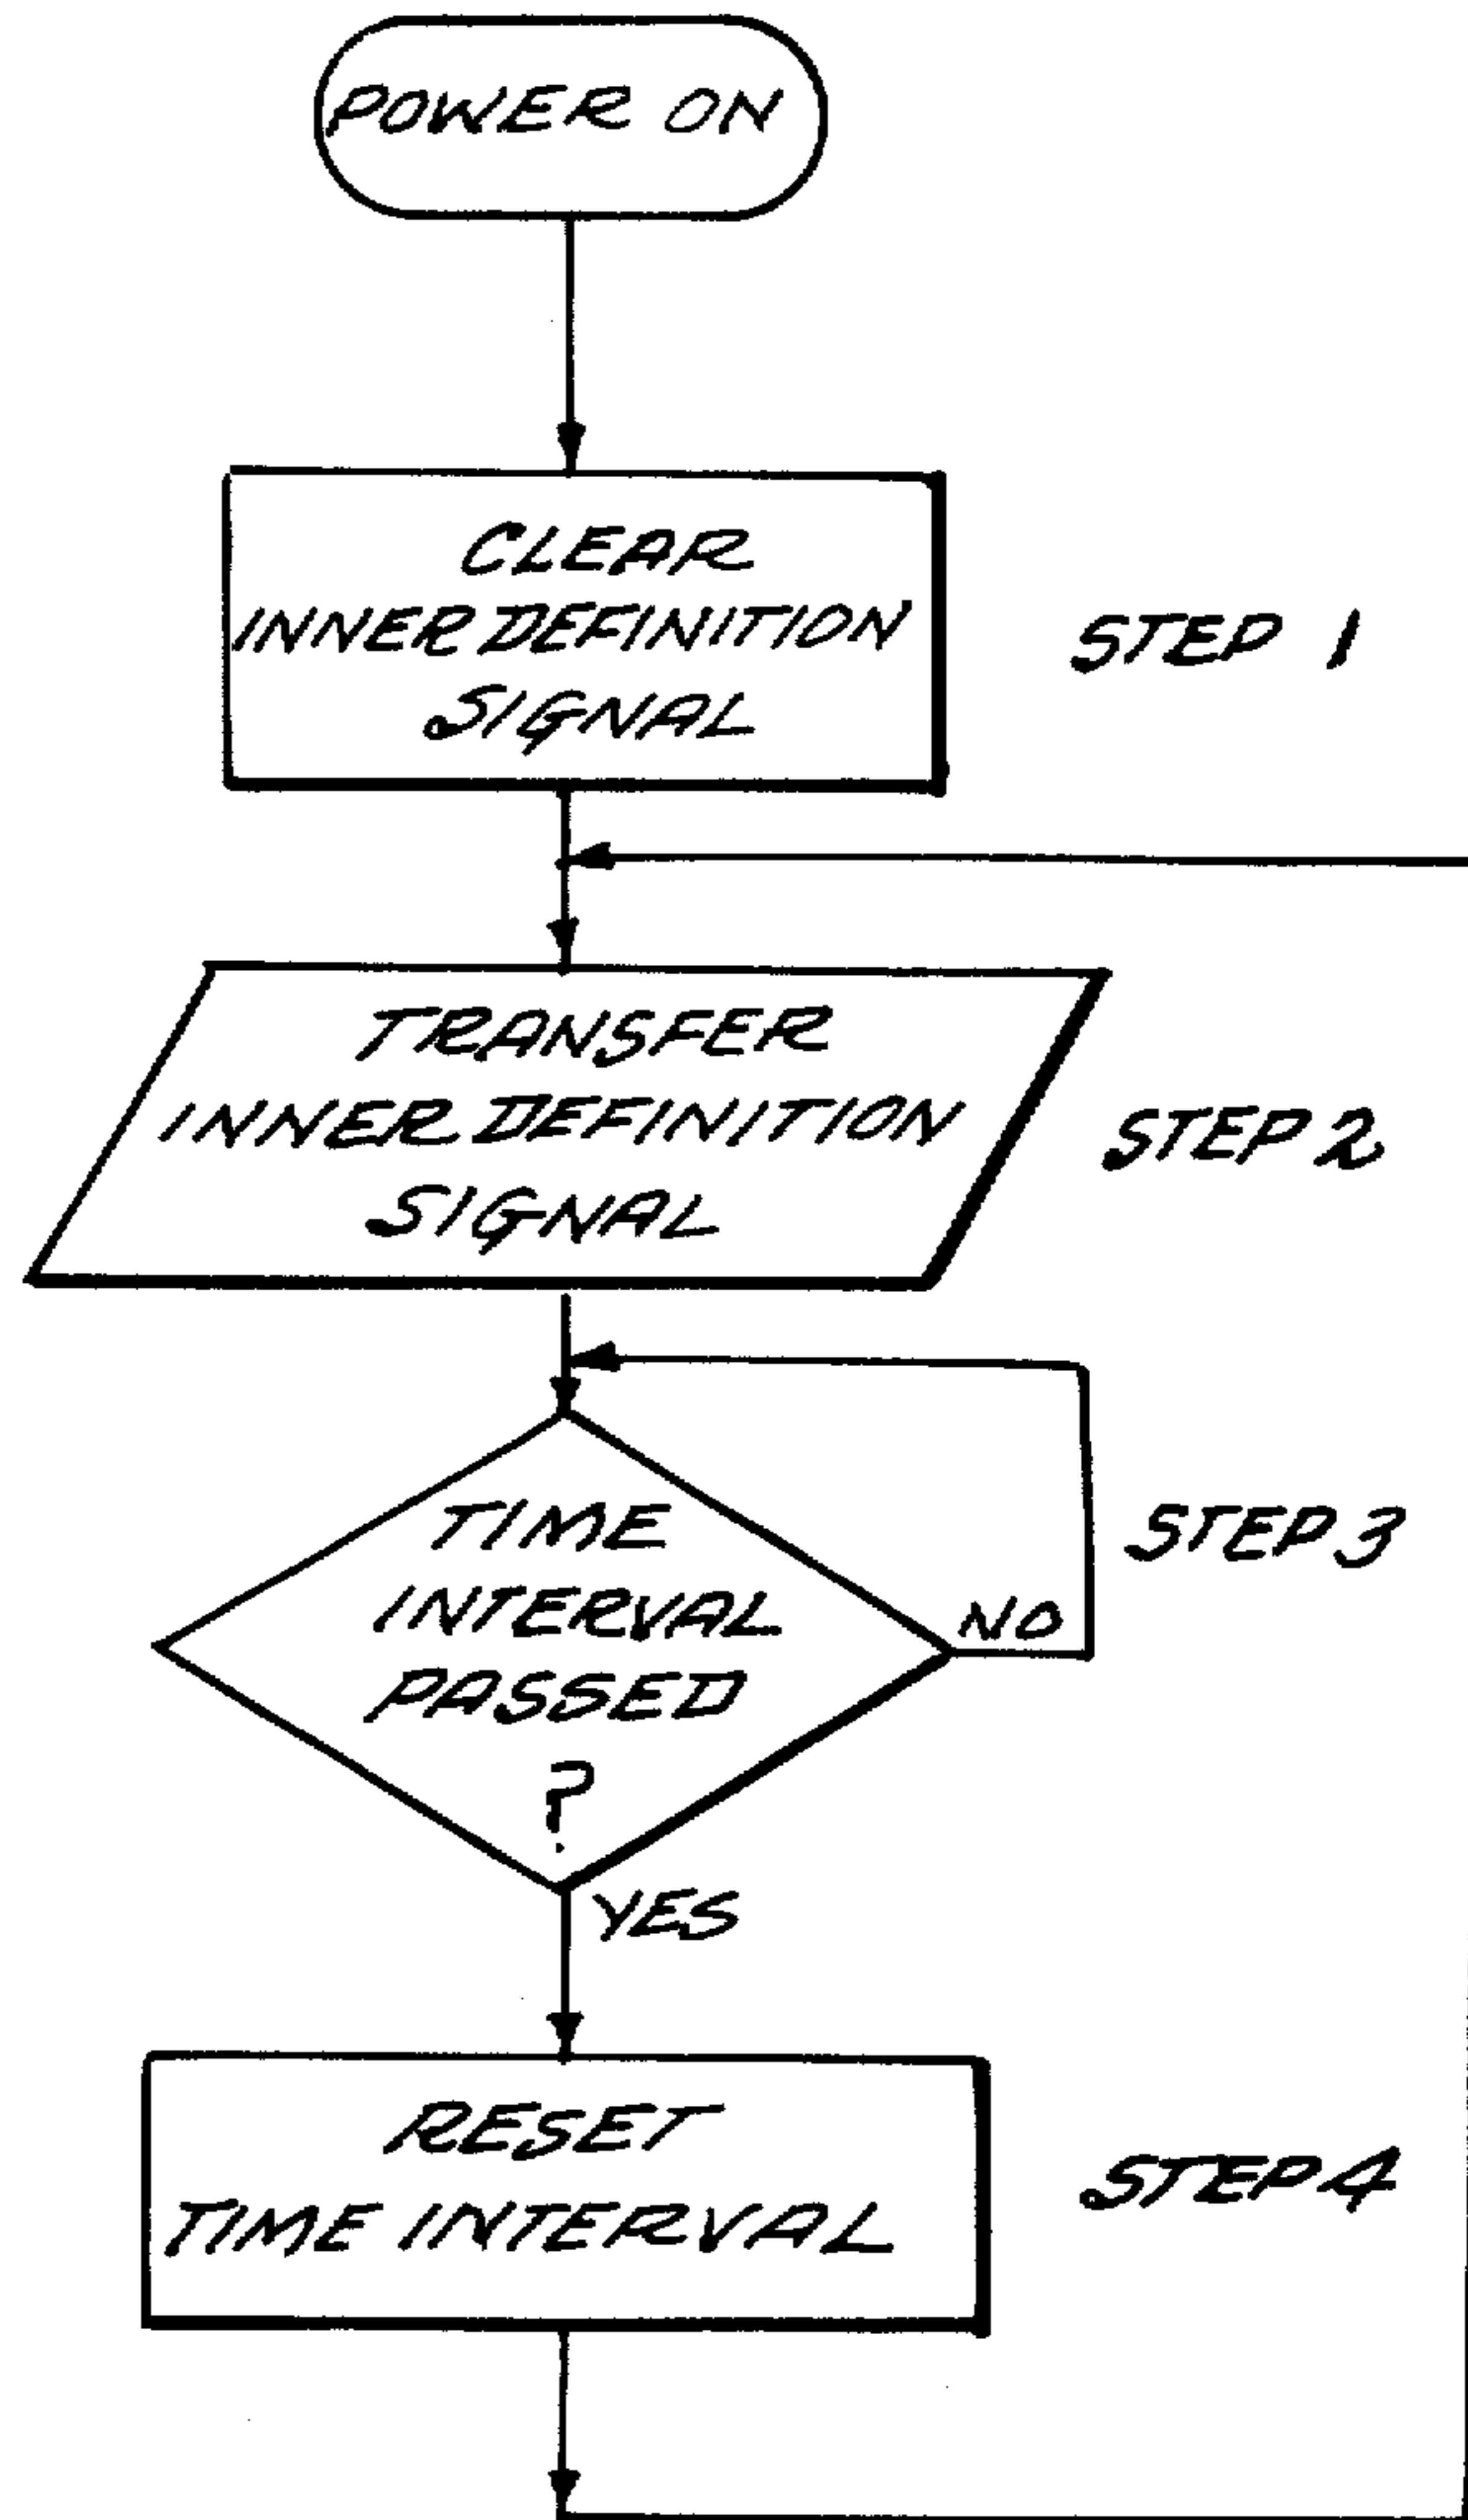 POWER ON
CLEAR
INNER DEFINITION
SIGNAL
STEP 1
TRANSFER
INNER DEFINITION
SIGNAL
STEP 2
TIME
INTERVAL
PASSED
?
NO
STEP 3
YES
RESET
TIME INTERVAL
STEP 4